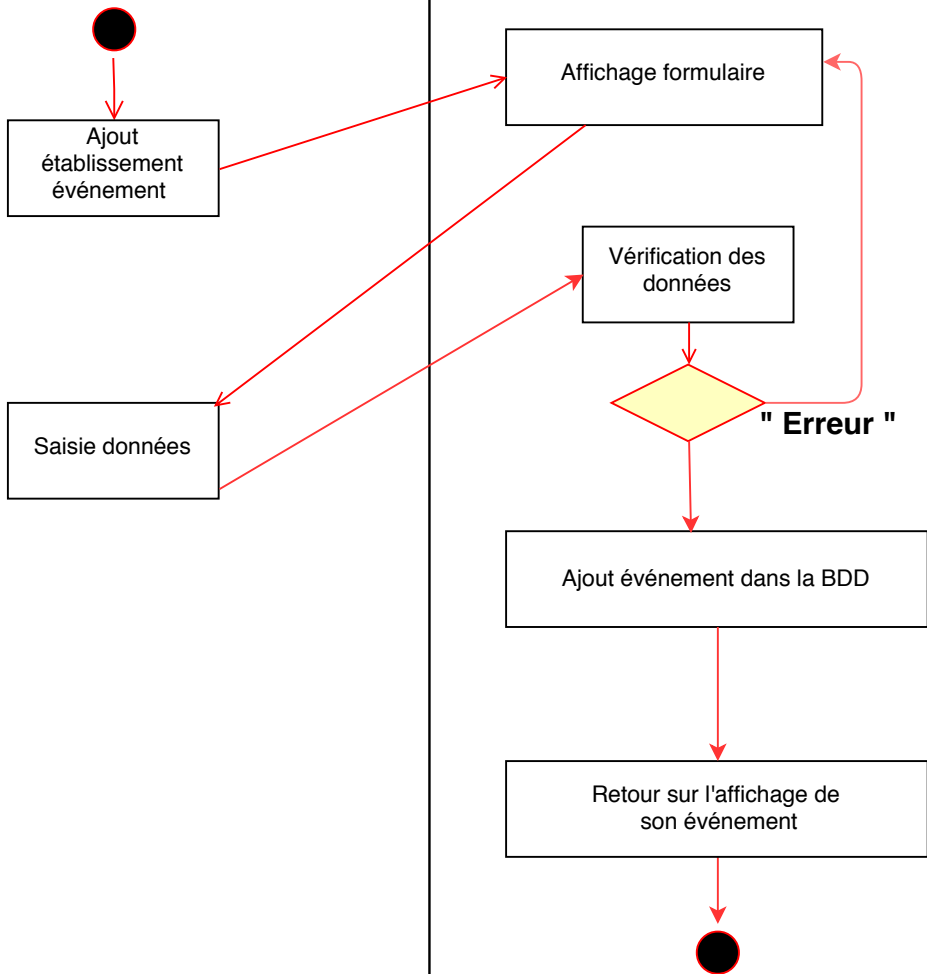 Affichage formulaire
Ajout
établissement
événement
Vérification des
données
" Erreur "
Saisie données
Ajout événement dans la BDD
Retour sur l'affichage de
son événement